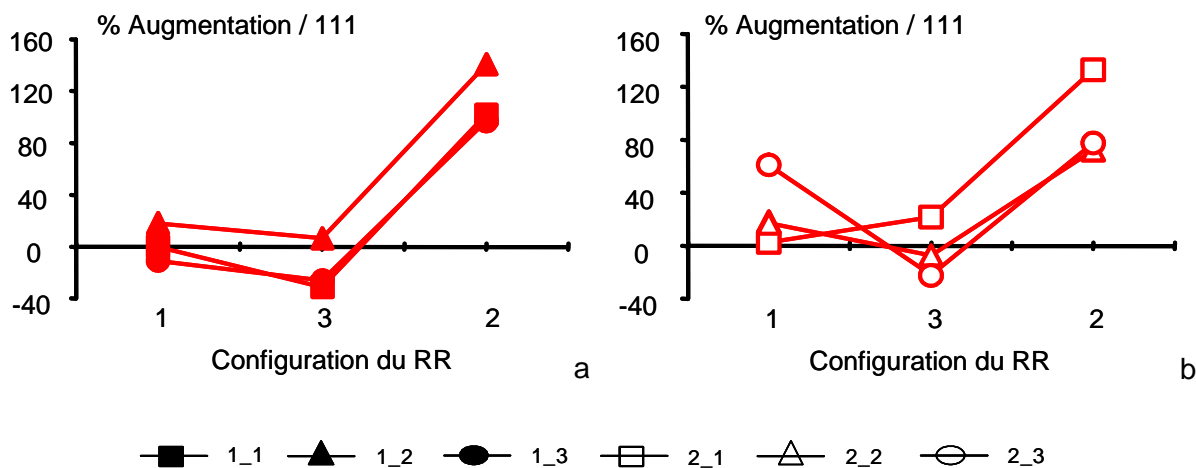 % Augmentation / 111
160
120
80
40
0
-40
1 3 2
Configuration du RR
a
% Augmentation / 111
160
120
80
40
0
-40
1 3 2
Configuration du RR
b
1_1 1_2 1_3 2_1 2_2 2_3